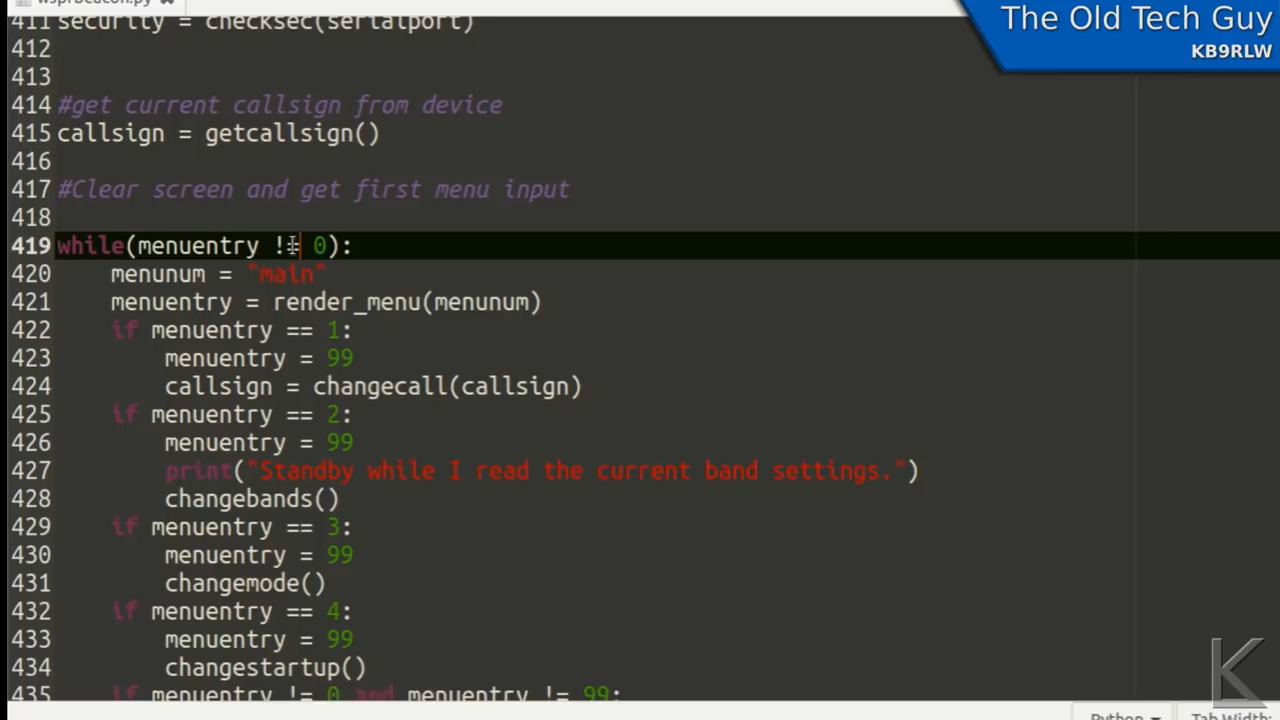 wsprbeacon.py
The Old Tech Guy
KB9RLW
411 security = checksec(serialport)
412
413
414 #get current callsign from device
415 callsign = getcallsign()
416
417 #Clear screen and get first menu input
418
419 while(menuentry != 0):
420 menunum = "main"
421 menuentry = render_menu(menunum)
422 if menuentry == 1:
423 menuentry = 99
424 callsign = changecall(callsign)
425 if menuentry == 2:
426 menuentry = 99
427 print("Standby while I read the current band settings.")
428 changebands()
429 if menuentry == 3:
430 menuentry = 99
431 changemode()
432 if menuentry == 4:
433 menuentry = 99
434 changestartup()
435 if menuentry != 0 and menuentry != 99:
Python Tab Width:
K